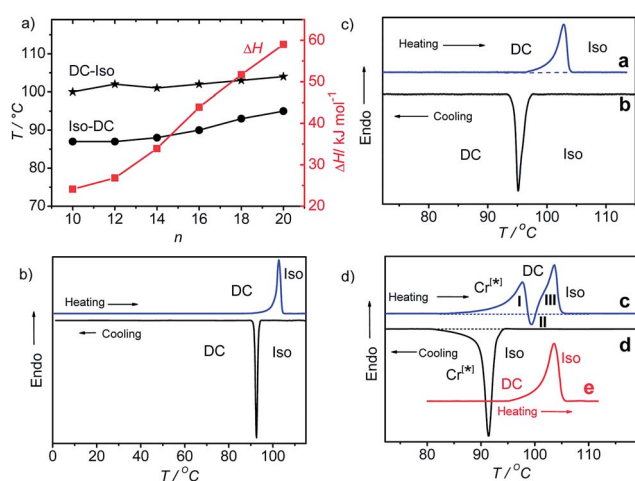 a)
T / °C
120
110
100
90
80
70
DC-Iso
Iso-DC
ΔH
60
50
40
30
20
ΔH/ kJ mol⁻¹
10 12 14 16 18 20
n
b)
Endo
Heating
Cooling
DC
Iso
DC
Iso
0 20 40 60 80 100
T / °C
c)
Endo
Heating
DC
Iso
a
b
Cooling
DC
Iso
80 90 100 110
T / °C
d)
Endo
Heating
Cr[*]
I
DC
III
Iso
II
c
d
Cooling
Cr[*]
Iso
DC
Iso
e
Heating
80 90 100 110
T / °C